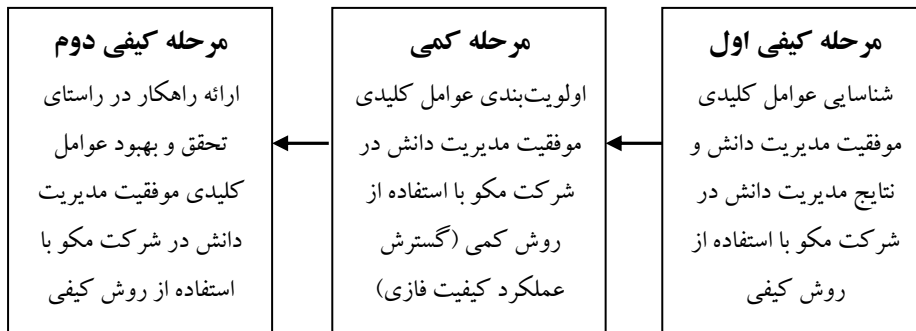 مرحله کیفی اول
شناسایی عوامل کلیدی
موفقیت مدیریت دانش و
نتایج مدیریت دانش در
شرکت مکو با استفاده از
روش کیفی
مرحله کمی
اولویت‌بندی عوامل کلیدی
موفقیت مدیریت دانش در
شرکت مکو با استفاده از
روش کمی (گسترش
عملکرد کیفیت فازی)
مرحله کیفی دوم
ارائه راهکار در راستای
تحقق و بهبود عوامل
کلیدی موفقیت مدیریت
دانش در شرکت مکو با
استفاده از روش کیفی